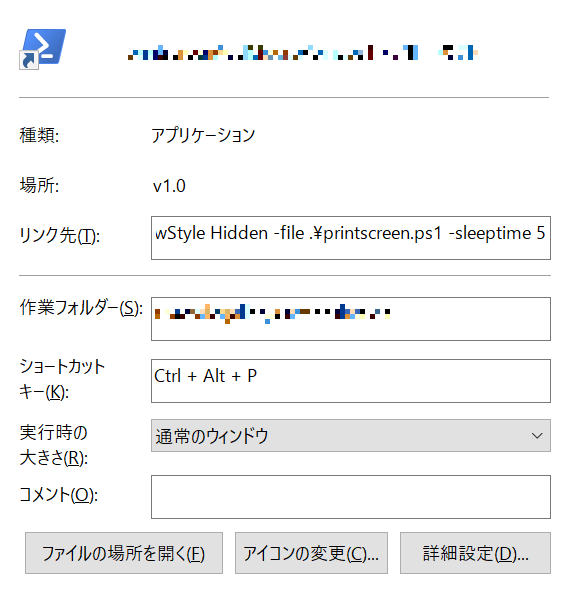 種類: アプリケーション
場所: v1.0
リンク先(T): wStyle Hidden -file .¥printscreen.ps1 -sleeptime 5
作業フォルダー(S):
ショートカット
キー(K): Ctrl + Alt + P
実行時の
大きさ(R): 通常のウィンドウ
コメント(O):
ファイルの場所を開く(F) アイコンの変更(C)... 詳細設定(D)...